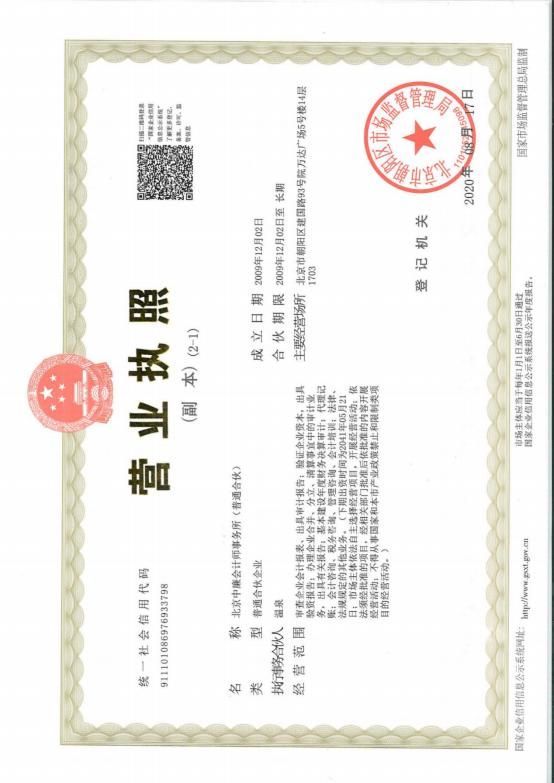 统一社会信用代码
911101086976933798
营业执照
(副 本)(2-1)
扫描二维码登录
“国家企业信用
信息公示系统”
了解更多登记、
备案、许可、监
管信息
名 称 北京中廉会计师事务所(普通合伙)
类 型 普通合伙企业
执行事务合伙人 温泉
经营范围 审查企业会计报表、出具审计报告;验证企业资本,出具
验资报告;办理企业合并、分立、清算事宜中的审计业
务,出具有关报告;基本建设年度财务决算审计;代理记
账;会计咨询、税务咨询、管理咨询、会计培训;法律、
法规规定的其他业务。(下期出资时间为2041年05月21
日;市场主体依法自主选择经营项目,开展经营活动;依
法须经批准的项目,经相关部门批准后依批准的内容开展
经营活动;不得从事国家和本市产业政策禁止和限制类项
目的经营活动。)
成立日期 2009年12月02日
合伙期限 2009年12月02日至 长期
主要经营场所 北京市朝阳区建国路93号院万达广场5号楼14层
1703
登记机关
北京市朝阳区市场监督管理局
2020年08月17日
国家企业信用信息公示系统网址: http://www.gsxt.gov.cn
市场主体应当于每年1月1日至6月30日通过
国家企业信用信息公示系统报送公示年度报告。
国家市场监督管理总局监制